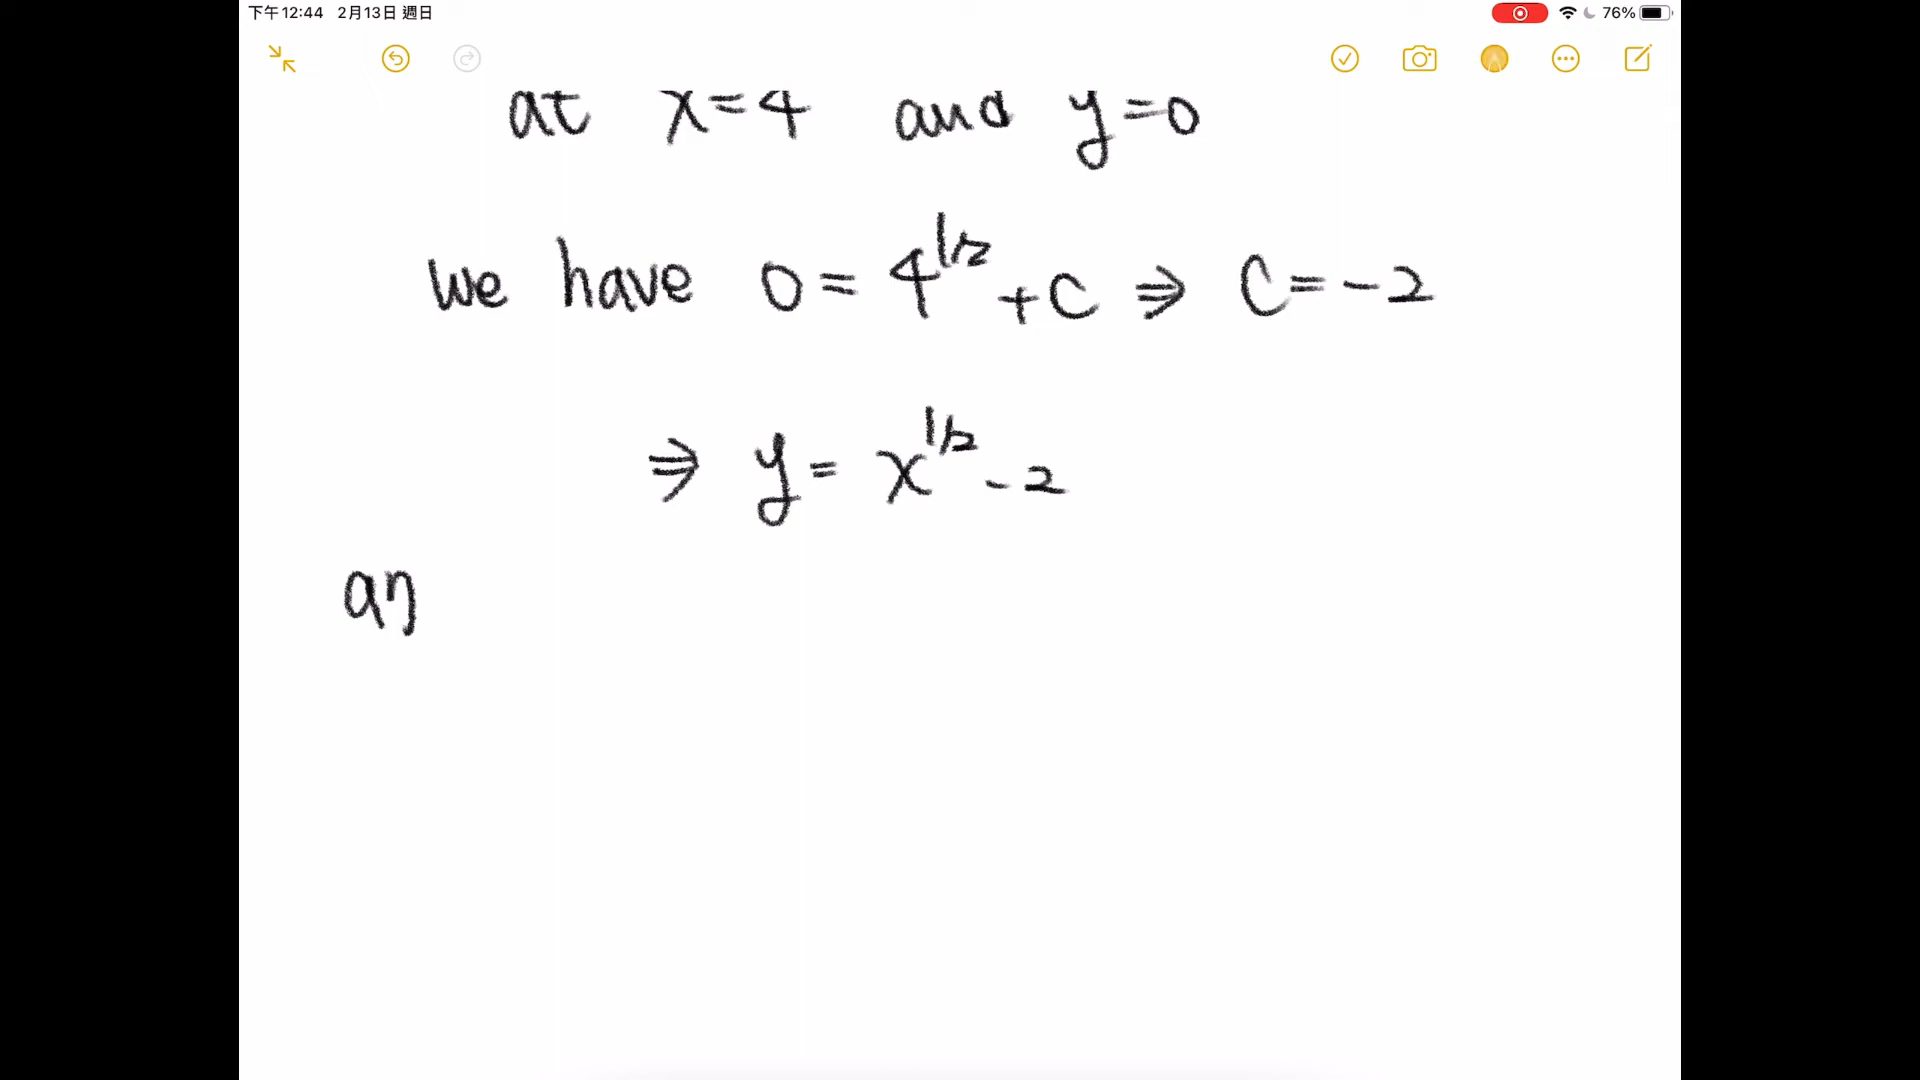 下午12:44 2月13日 週日 76%
at x=4 and y=0
we have 0 = 4^{1/2} + C ⇒ C = -2
⇒ y = x^{1/2} - 2
an